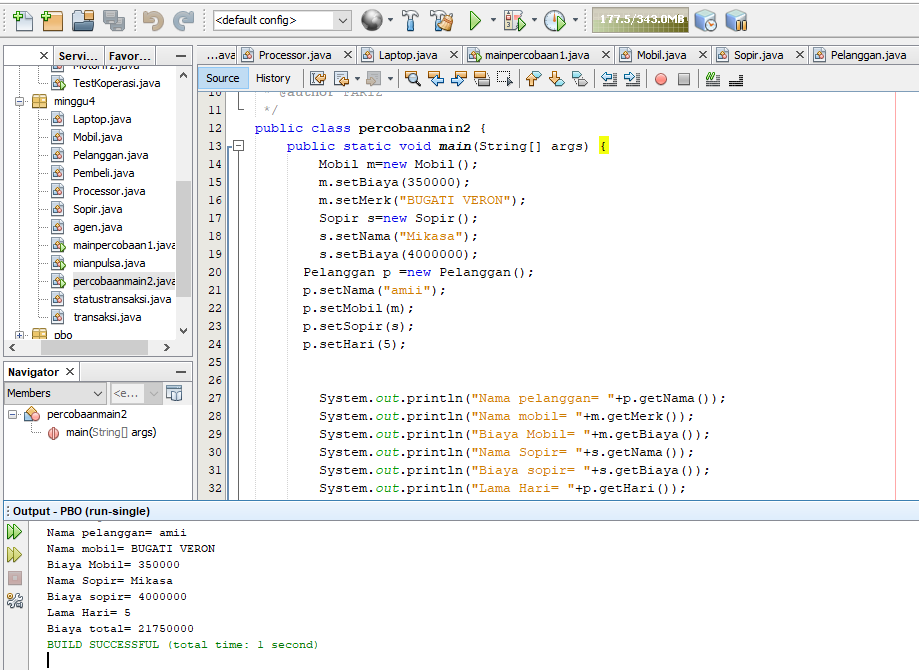 <default config>
177.5/343.0MB
Servi...
Favor...
...ava
Processor.java
Laptop.java
mainpercobaan1.java
Mobil.java
Sopir.java
Pelanggan.java
TestKoperasi.java
minggu4
Laptop.java
Mobil.java
Pelanggan.java
Pembeli.java
Processor.java
Sopir.java
agen.java
mainpercobaan1.java
mianpulsa.java
percobaanmain2.java
statustransaksi.java
transaksi.java
pbo
Navigator
Members
<e...
percobaanmain2
main(String[] args)
Source
History
10 * @author FARIZ
11 */
12 public class percobaanmain2 {
13 public static void main(String[] args) {
14 Mobil m=new Mobil();
15 m.setBiaya(350000);
16 m.setMerk("BUGATI VERON");
17 Sopir s=new Sopir();
18 s.setNama("Mikasa");
19 s.setBiaya(4000000);
20 Pelanggan p =new Pelanggan();
21 p.setNama("amii");
22 p.setMobil(m);
23 p.setSopir(s);
24 p.setHari(5);
25
26
27 System.out.println("Nama pelanggan= "+p.getNama());
28 System.out.println("Nama mobil= "+m.getMerk());
29 System.out.println("Biaya Mobil= "+m.getBiaya());
30 System.out.println("Nama Sopir= "+s.getNama());
31 System.out.println("Biaya sopir= "+s.getBiaya());
32 System.out.println("Lama Hari= "+p.getHari());
Output - PBO (run-single)
Nama pelanggan= amii
Nama mobil= BUGATI VERON
Biaya Mobil= 350000
Nama Sopir= Mikasa
Biaya sopir= 4000000
Lama Hari= 5
Biaya total= 21750000
BUILD SUCCESSFUL (total time: 1 second)